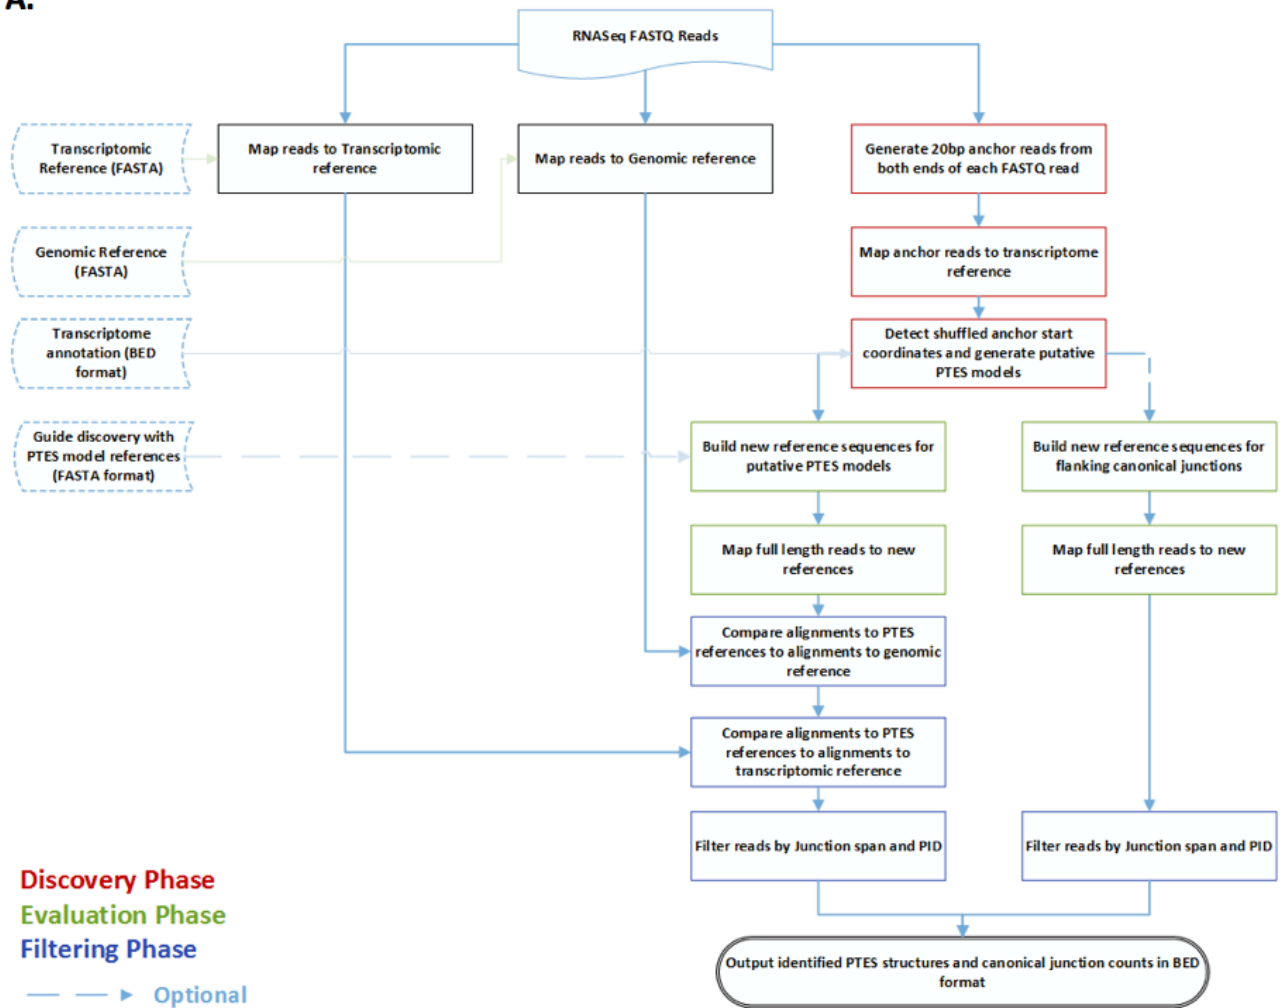 A.
RNASeq FASTQ Reads
Transcriptomic
Reference (FASTA)
Map reads to Transcriptomic
reference
Map reads to Genomic reference
Generate 20bp anchor reads from
both ends of each FASTQ read
Genomic Reference
(FASTA)
Map anchor reads to transcriptome
reference
Transcriptome
annotation (BED
format)
Detect shuffled anchor start
coordinates and generate putative
PTES models
Guide discovery with
PTES model references
(FASTA format)
Build new reference sequences for
putative PTES models
Build new reference sequences for
flanking canonical junctions
Map full length reads to new
references
Map full length reads to new
references
Compare alignments to PTES
references to alignments to genomic
reference
Compare alignments to PTES
references to alignments to
transcriptomic reference
Filter reads by Junction span and PID
Filter reads by Junction span and PID
Discovery Phase
Evaluation Phase
Filtering Phase
Optional
Output identified PTES structures and canonical junction counts in BED
format